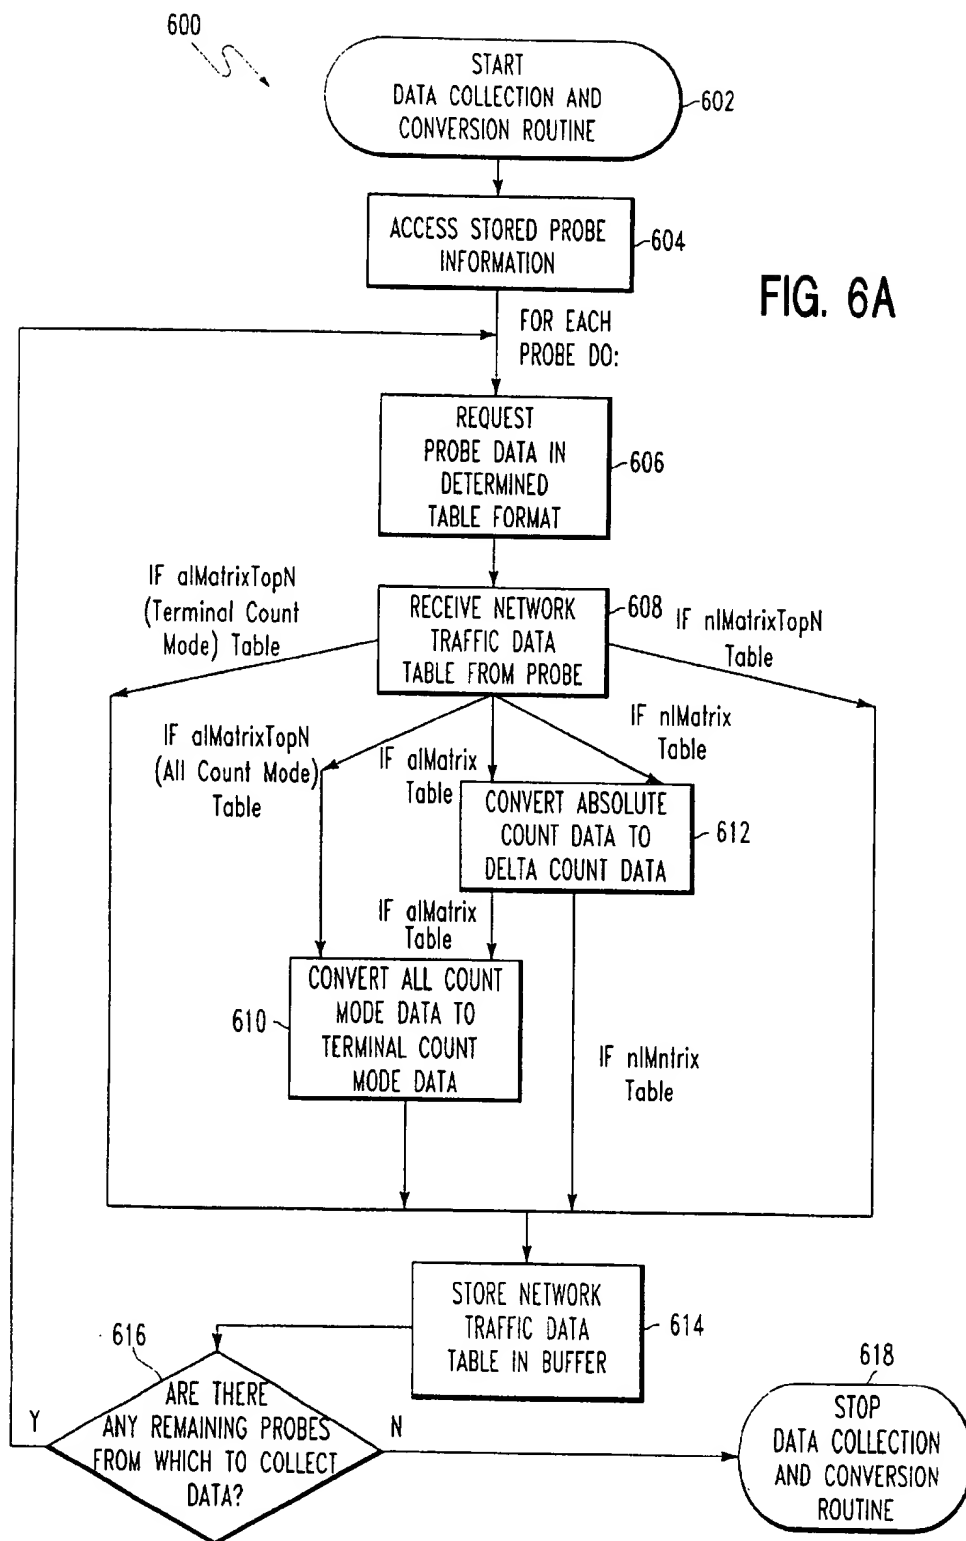 600
START
DATA COLLECTION AND
CONVERSION ROUTINE
602
ACCESS STORED PROBE
INFORMATION
604
FIG. 6A
FOR EACH
PROBE DO:
REQUEST
PROBE DATA IN
DETERMINED
TABLE FORMAT
606
IF alMatrixTopN
(Terminal Count
Mode) Table
RECEIVE NETWORK
TRAFFIC DATA
TABLE FROM PROBE
608
IF nlMatrixTopN
Table
IF alMatrixTopN
(All Count Mode)
Table
IF alMatrix
Table
IF nlMatrix
Table
CONVERT ABSOLUTE
COUNT DATA TO
DELTA COUNT DATA
612
IF alMatrix
Table
CONVERT ALL COUNT
MODE DATA TO
TERMINAL COUNT
MODE DATA
610
IF nlMntrix
Table
STORE NETWORK
TRAFFIC DATA
TABLE IN BUFFER
614
616
ARE THERE
ANY REMAINING PROBES
FROM WHICH TO COLLECT
DATA?
Y
N
618
STOP
DATA COLLECTION
AND CONVERSION
ROUTINE